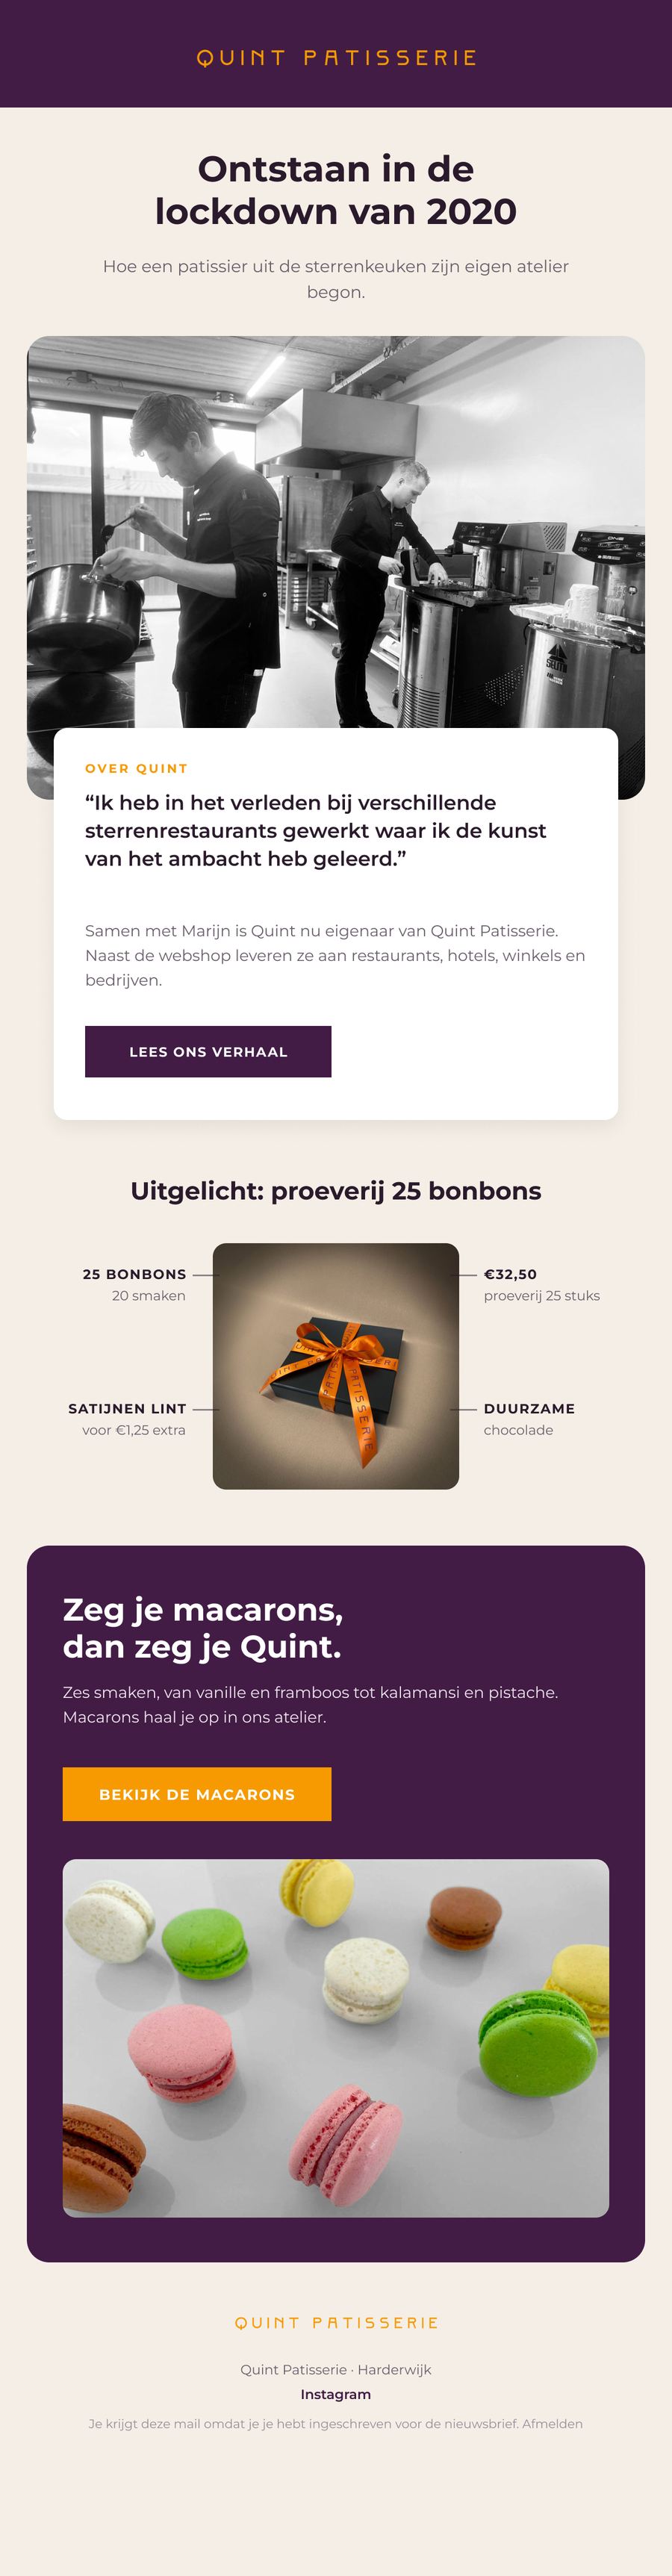 QUINT PATISSERIE
Ontstaan in de
lockdown van 2020
Hoe een patissier uit de sterrenkeuken zijn eigen atelier
begon.
OVER QUINT
“Ik heb in het verleden bij verschillende
sterrenrestaurants gewerkt waar ik de kunst
van het ambacht heb geleerd.”
Samen met Marijn is Quint nu eigenaar van Quint Patisserie.
Naast de webshop leveren ze aan restaurants, hotels, winkels en
bedrijven.
LEES ONS VERHAAL
Uitgelicht: proeverij 25 bonbons
25 BONBONS
20 smaken
€32,50
proeverij 25 stuks
SATIJNEN LINT
voor €1,25 extra
DUURZAME
chocolade
Zeg je macarons,
dan zeg je Quint.
Zes smaken, van vanille en framboos tot kalamansi en pistache.
Macarons haal je op in ons atelier.
BEKIJK DE MACARONS
QUINT PATISSERIE
Quint Patisserie · Harderwijk
Instagram
Je krijgt deze mail omdat je je hebt ingeschreven voor de nieuwsbrief. Afmelden